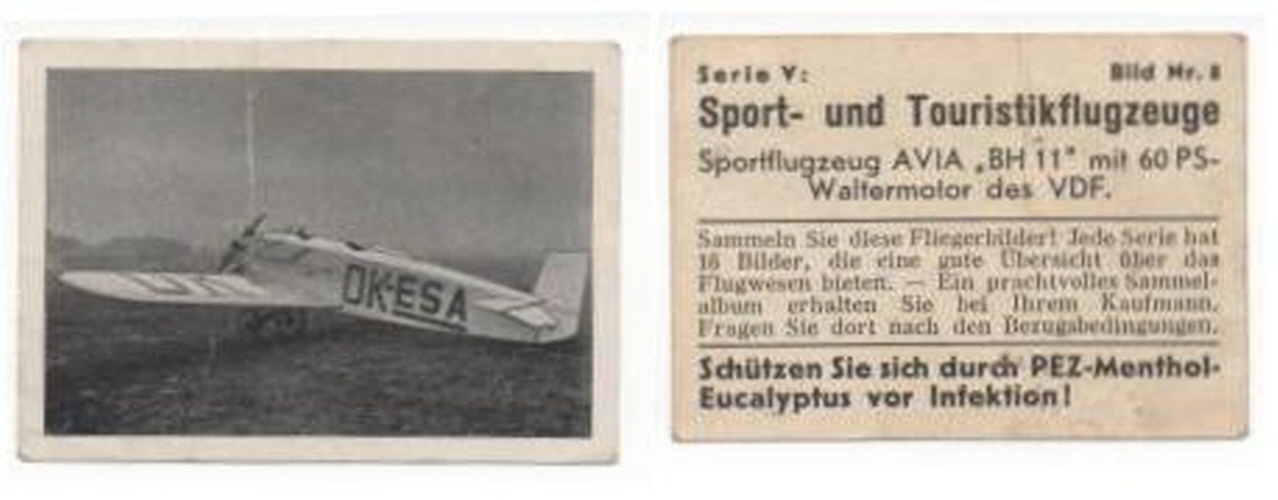 OK-ESA
Serie V: Bild Nr. 8
Sport- und Touristikflugzeuge
Sportflugzeug AVIA „BH 11" mit 60 PS-
Waltermotor des VDF.
Sammeln Sie diese Fliegerbilder! Jede Serie hat
16 Bilder, die eine gute Übersicht über das
Flugwesen bieten. — Ein prachtvolles Sammel-
album erhalten Sie bei Ihrem Kaufmann.
Fragen Sie dort nach den Bezugsbedingungen.
Schützen Sie sich durch PEZ-Menthol-
Eucalyptus vor Infektion!